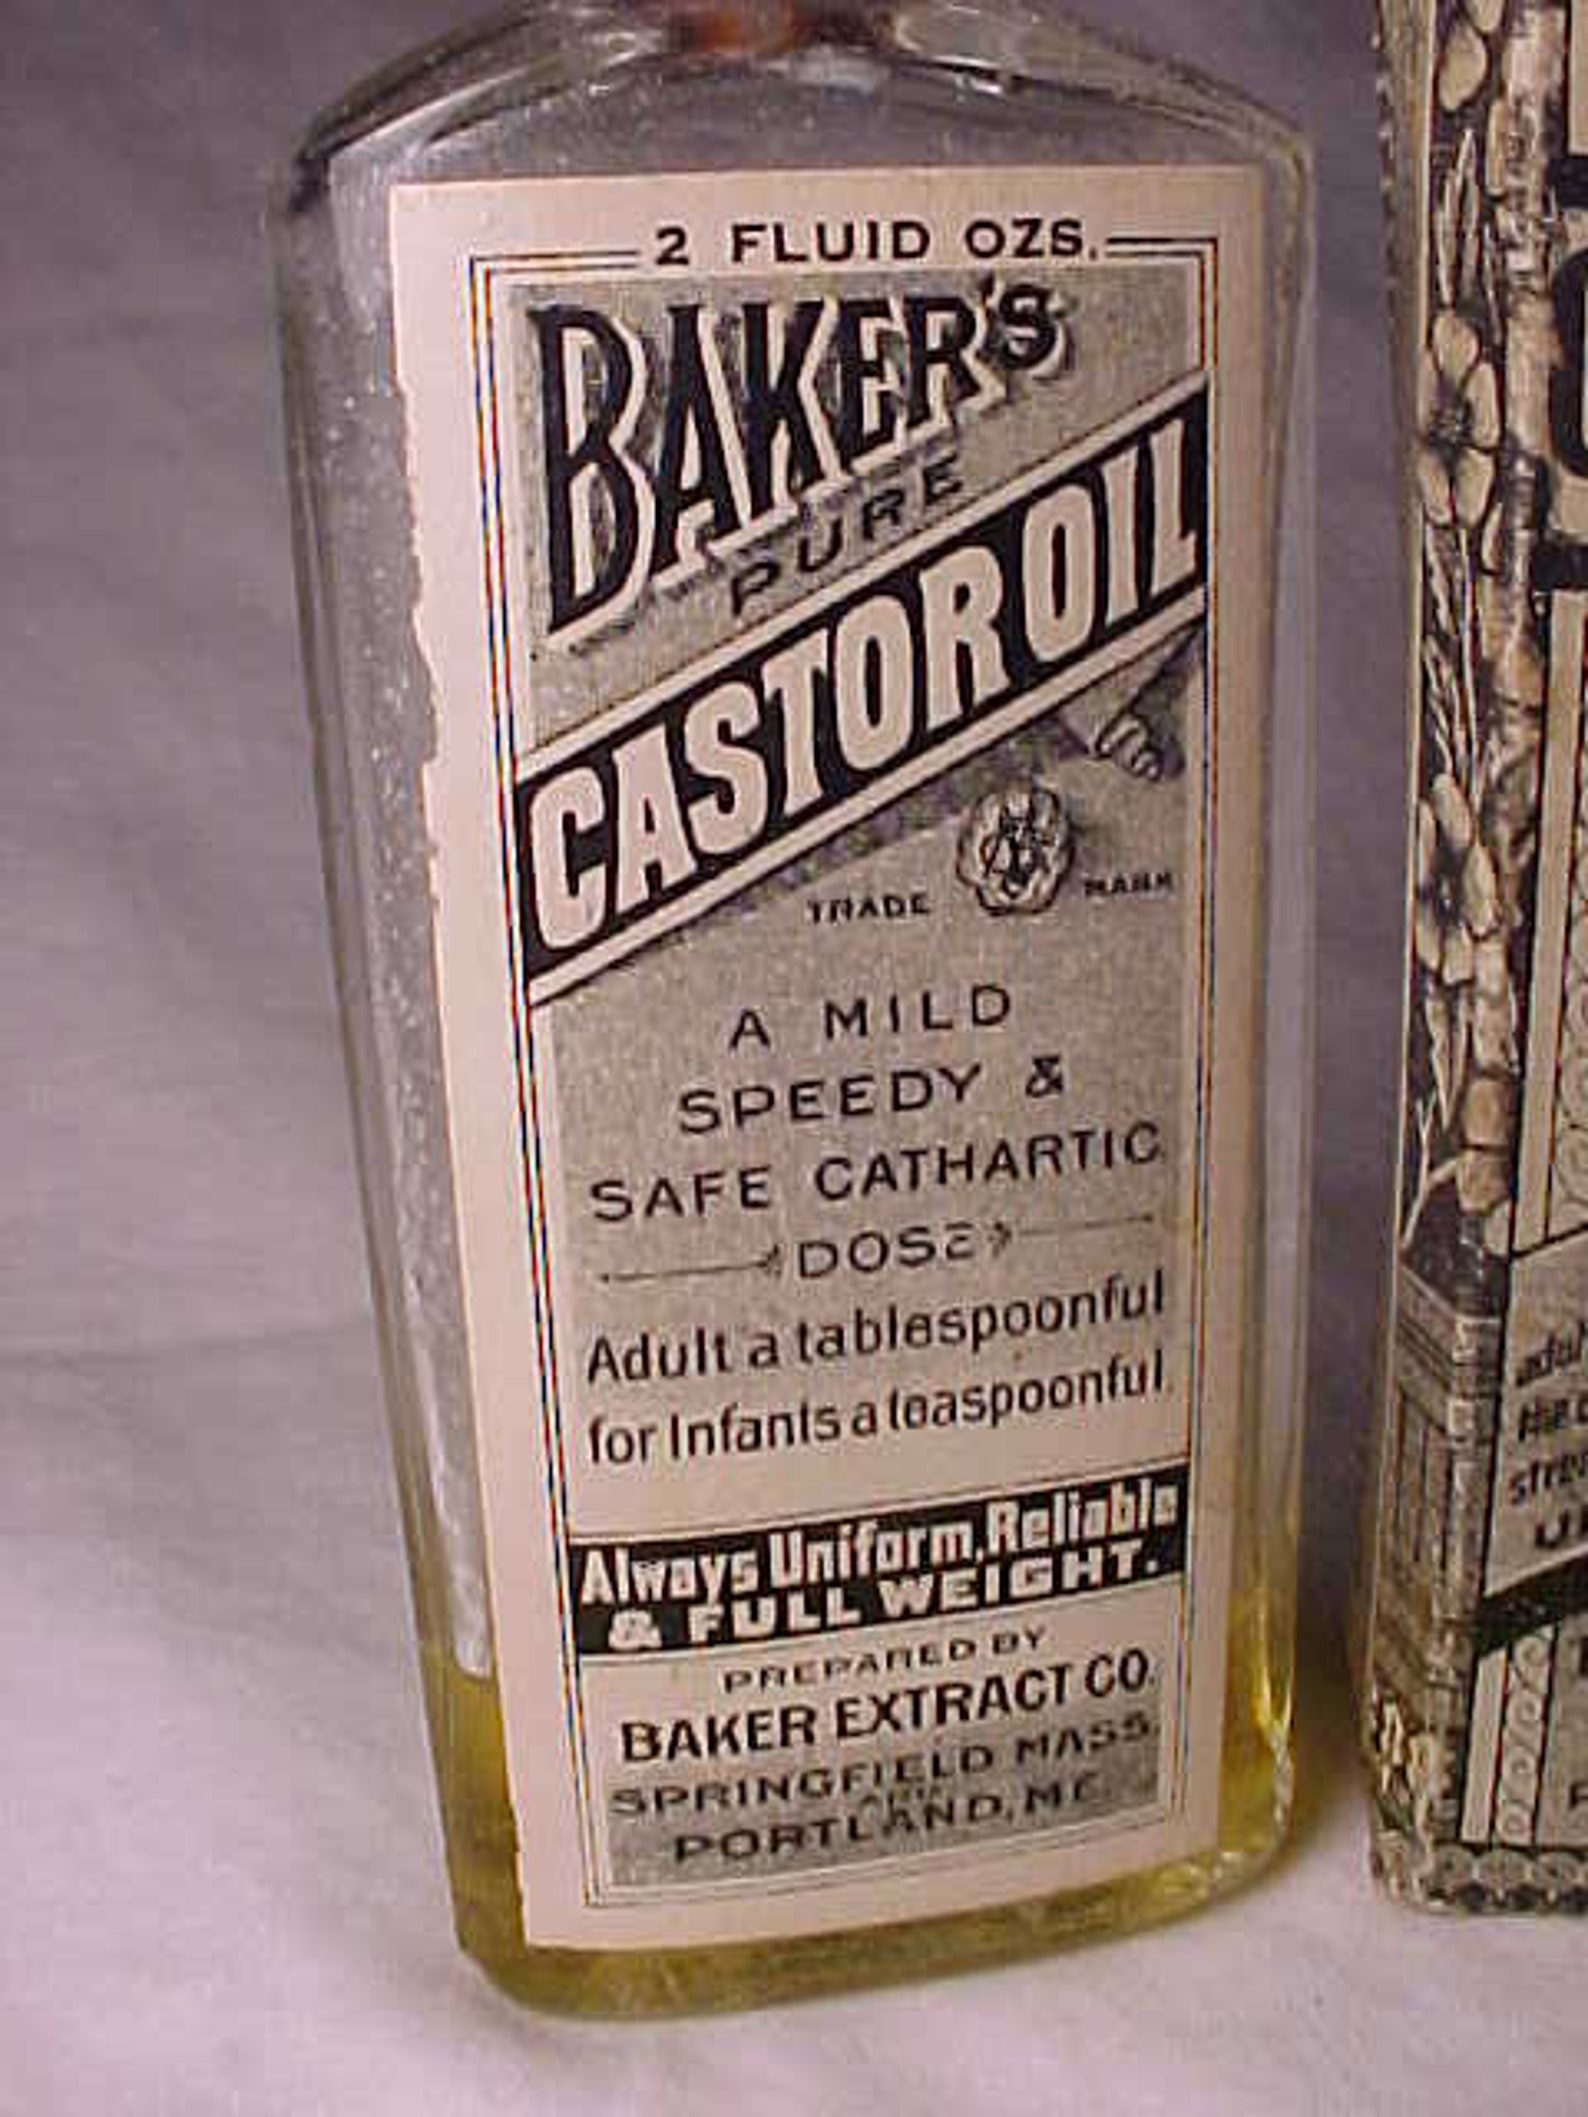 2 FLUID OZS.
BAKER'S
PURE
CASTOR OIL
TRADE MARK
A MILD
SPEEDY &
SAFE CATHARTIC
DOSE
Adult a tablespoonful
for Infants a teaspoonful
Always Uniform, Reliable
& FULL WEIGHT.
PREPARED BY
BAKER EXTRACT CO.
SPRINGFIELD MASS.
AND
PORTLAND, ME.